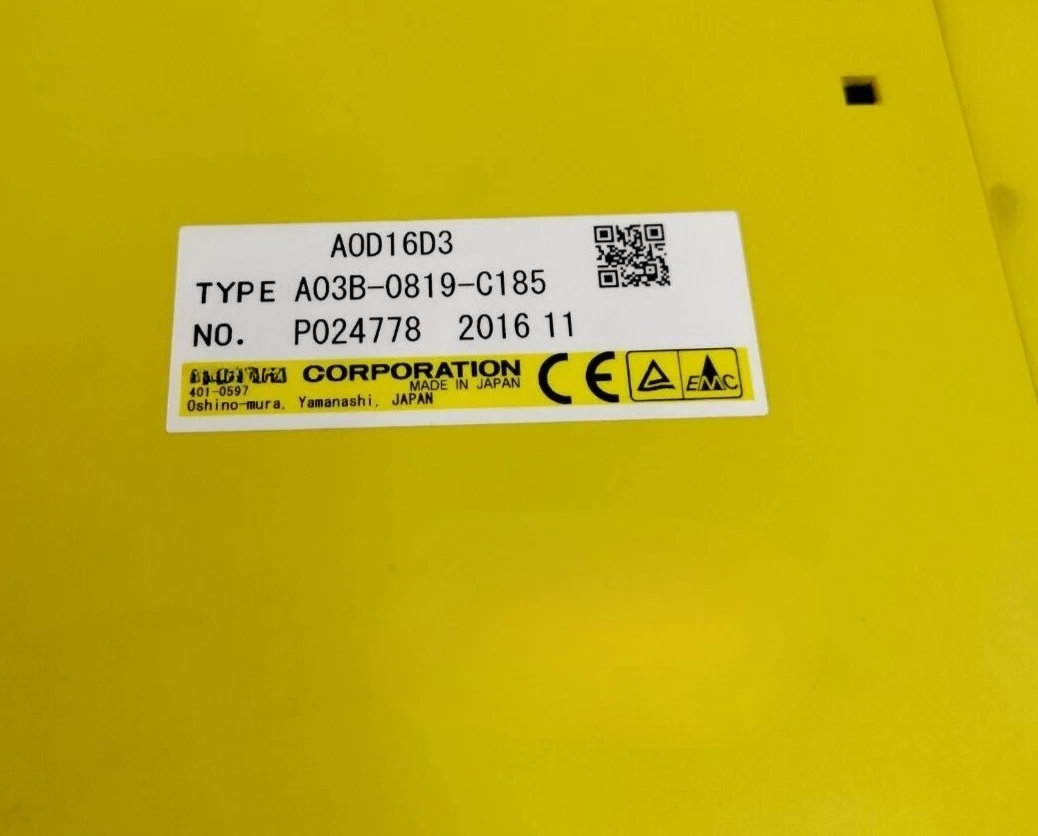 AOD16D3
TYPE A03B-0819-C185
NO. P024778 2016 11
CORPORATION
MADE IN JAPAN
401-0597
Oshino-mura, Yamanashi, JAPAN
CE
EMC